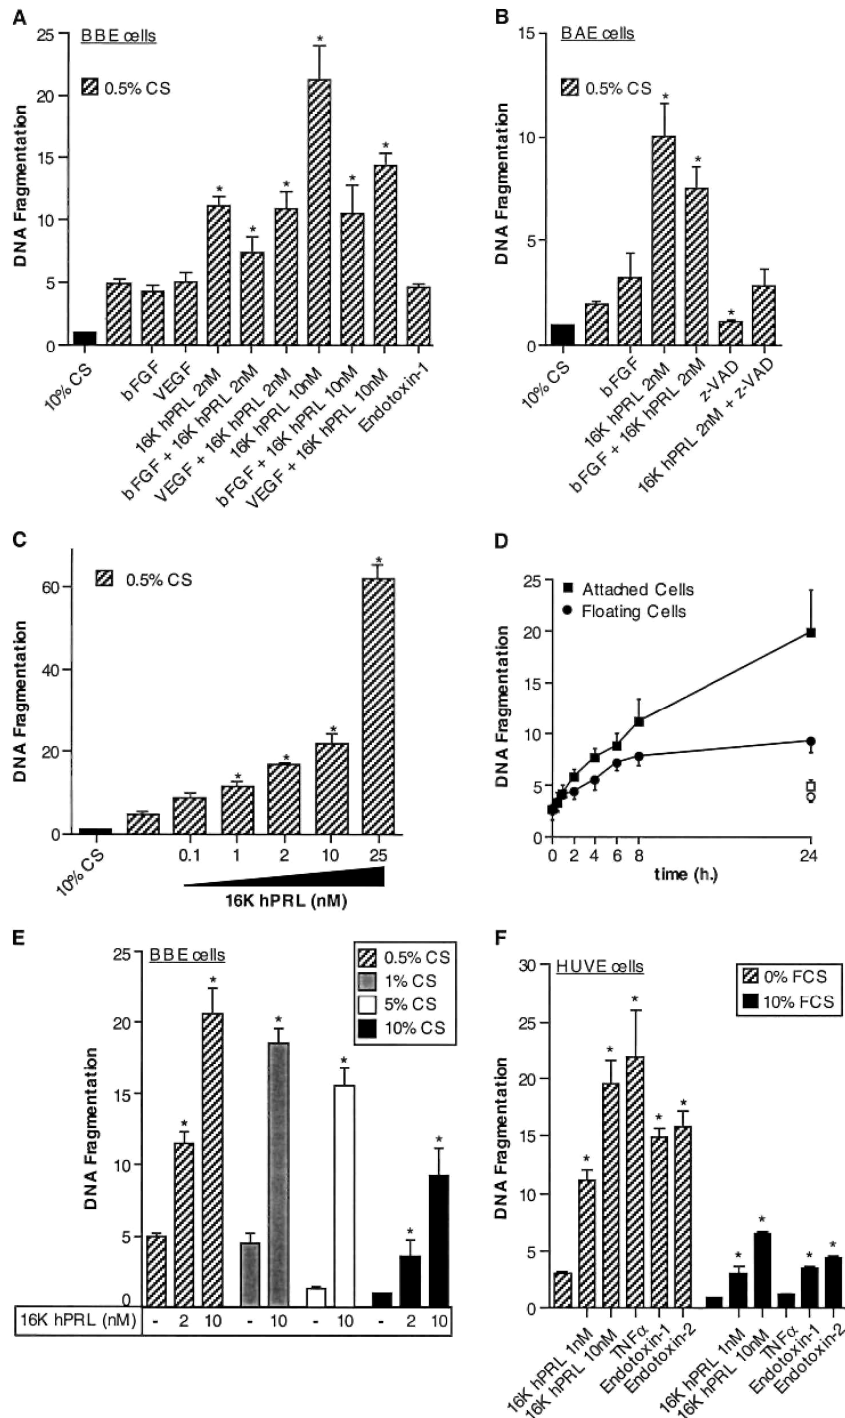 A
BBE cells
0.5% CS
DNA Fragmentation
25
20
15
10
5
0
10% CS
bFGF
VEGF
16K hPRL 2nM
bFGF + 16K hPRL 2nM
VEGF + 16K hPRL 2nM
16K hPRL 10nM
bFGF + 16K hPRL 10nM
VEGF + 16K hPRL 10nM
Endotoxin-1
* * * * * *
B
BAE cells
0.5% CS
DNA Fragmentation
15
10
5
0
10% CS
bFGF
16K hPRL 2nM
bFGF + 16K hPRL 2nM
z-VAD
16K hPRL 2nM + z-VAD
* * *
C
0.5% CS
DNA Fragmentation
60
40
20
0
10% CS
0.1 1 2 10 25
16K hPRL (nM)
* * * *
D
Attached Cells
Floating Cells
DNA Fragmentation
25
20
15
10
5
0
0 2 4 6 8 24
time (h.)
E
BBE cells
0.5% CS
1% CS
5% CS
10% CS
DNA Fragmentation
25
20
15
10
5
0
* * * * * *
16K hPRL (nM) - 2 10 - 10 - 10 - 2 10
F
HUVE cells
0% FCS
10% FCS
DNA Fragmentation
30
25
20
15
10
5
0
* * * * * * * * *
16K hPRL 1nM
16K hPRL 10nM
TNFα
Endotoxin-1
Endotoxin-2
16K hPRL 1nM
16K hPRL 10nM
TNFα
Endotoxin-1
Endotoxin-2